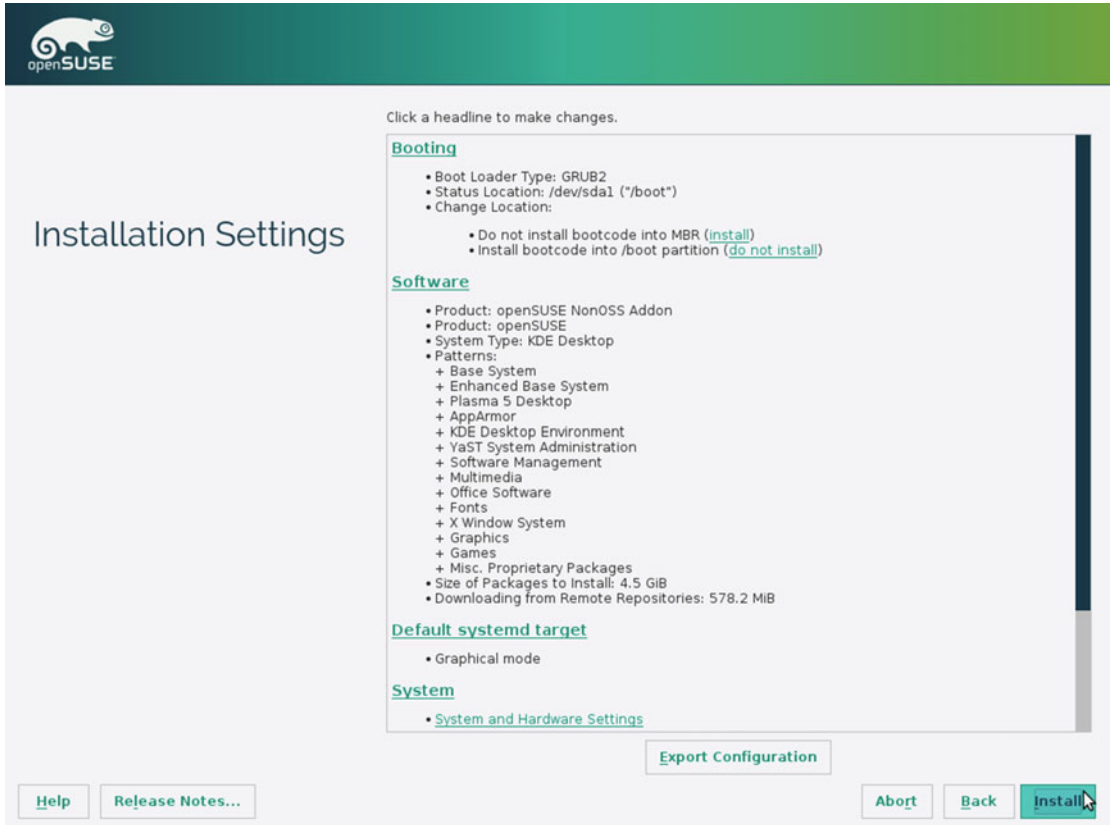 openSUSE
Click a headline to make changes.
Booting
• Boot Loader Type: GRUB2
• Status Location: /dev/sda1 ("/boot")
• Change Location:
• Do not install bootcode into MBR (install)
• Install bootcode into /boot partition (do not install)
Installation Settings
Software
• Product: openSUSE NonOSS Addon
• Product: openSUSE
• System Type: KDE Desktop
• Patterns:
+ Base System
+ Enhanced Base System
+ Plasma 5 Desktop
+ AppArmor
+ KDE Desktop Environment
+ YaST System Administration
+ Software Management
+ Multimedia
+ Office Software
+ Fonts
+ X Window System
+ Graphics
+ Games
+ Misc. Proprietary Packages
• Size of Packages to Install: 4.5 GiB
• Downloading from Remote Repositories: 578.2 MiB
Default systemd target
• Graphical mode
System
• System and Hardware Settings
Export Configuration
Help
Release Notes...
Abort
Back
Install